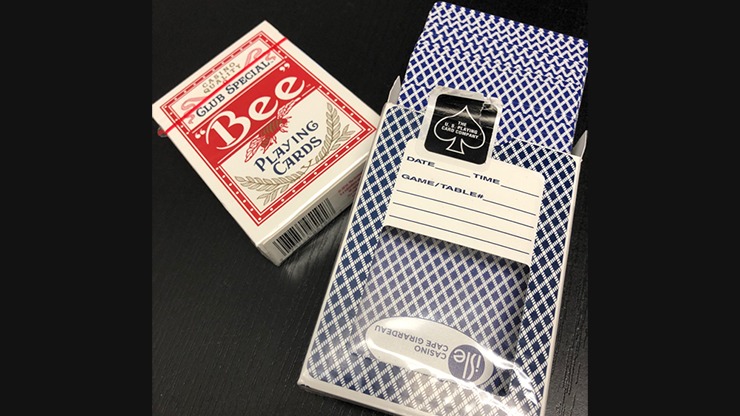 CASINO
QUALITY
CLUB SPECIAL
"Bee"
PLAYING
CARDS
THE
U. S. PLAYING
CARD COMPANY
DATE TIME
GAME/TABLE#
isle
CASINO
CAPE GIRARDEAU